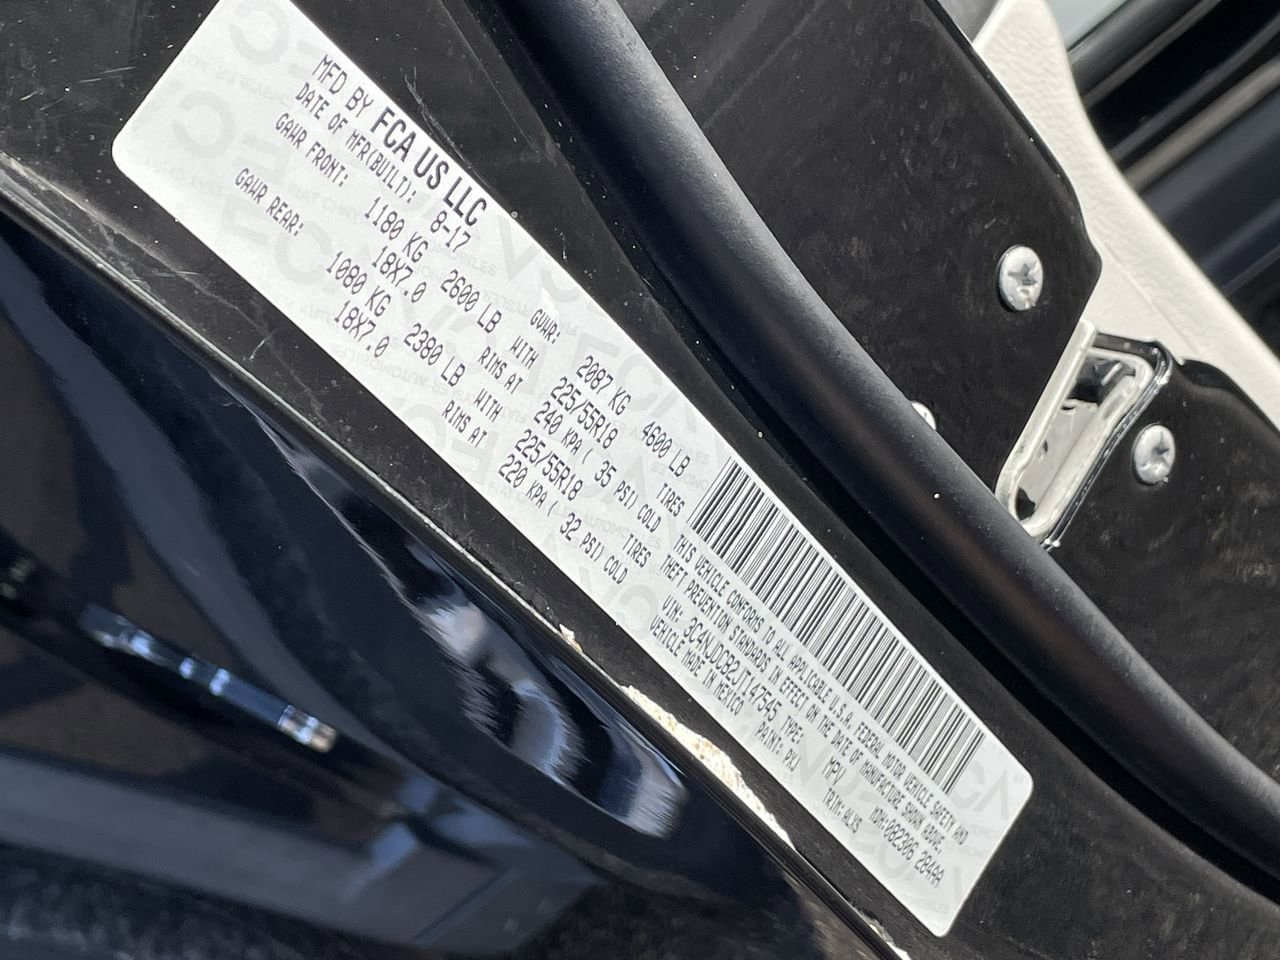 MFD BY FCA US LLC
DATE OF MFR(BUILT): 8-17 GVWR: 2087 KG 4600 LB
GAWR FRONT: 1180 KG 2600 LB WITH 225/55R18 TIRES
18X7.0 RIMS AT 240 KPA( 35 PSI) COLD
GAWR REAR: 1080 KG 2380 LB WITH 225/55R18 TIRES
18X7.0 RIMS AT 220 KPA( 32 PSI) COLD
THIS VEHICLE CONFORMS TO ALL APPLICABLE U.S.A. FEDERAL MOTOR VEHICLE SAFETY AND
THEFT PREVENTION STANDARDS IN EFFECT ON THE DATE OF MANUFACTURE SHOWN ABOVE.
VIN: 3C4NJDCB2JT147545 TYPE: MPV MDH:082306 284AA
VEHICLE MADE IN MEXICO PAINT: PXJ TRIM:ALXS